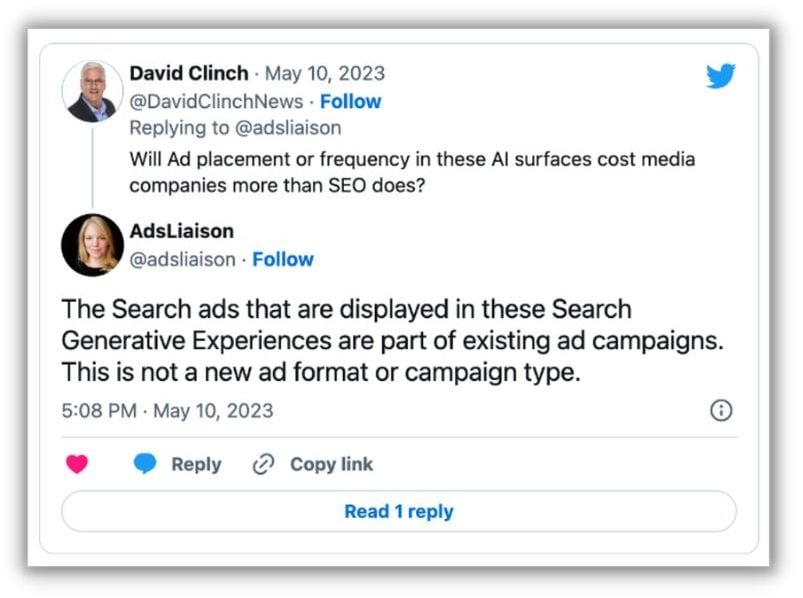 David Clinch · May 10, 2023
@DavidClinchNews · Follow
Replying to @adsliaison
Will Ad placement or frequency in these AI surfaces cost media
companies more than SEO does?
AdsLiaison
@adsliaison · Follow
The Search ads that are displayed in these Search
Generative Experiences are part of existing ad campaigns.
This is not a new ad format or campaign type.
5:08 PM · May 10, 2023
Reply Copy link
Read 1 reply